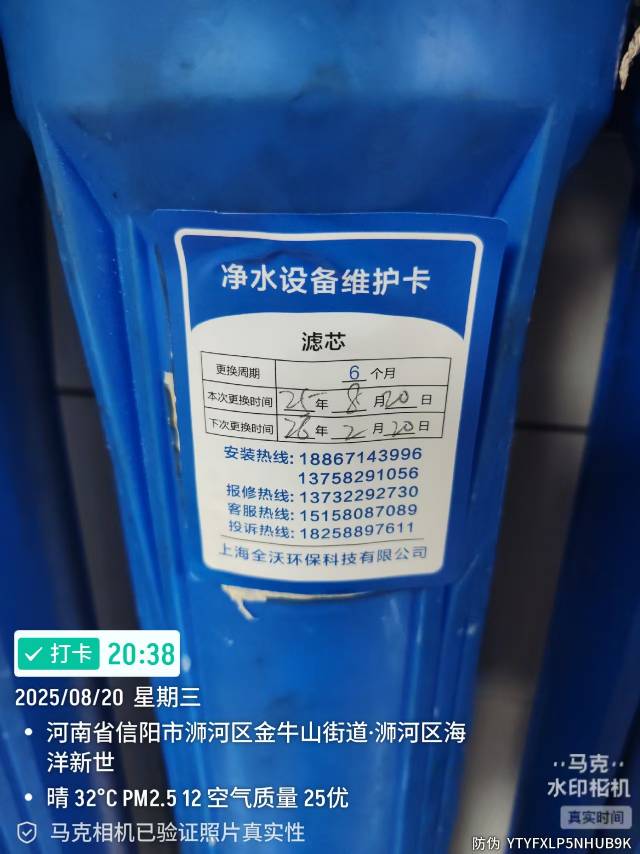 净水设备维护卡
滤芯
更换周期 6 个月
本次更换时间 25 年 8 月 20 日
下次更换时间 26 年 2 月 20 日
安装热线: 18867143996
13758291056
报修热线: 13732292730
客服热线: 15158087089
投诉热线: 18258897611
上海全沃环保科技有限公司
打卡 20:38
2025/08/20 星期三
河南省信阳市浉河区金牛山街道·浉河区海
洋新世
晴 32°C PM2.5 12 空气质量 25优
马克相机已验证照片真实性
马克
水印相机
真实时间
防伪 YTYFXLP5NHUB9K